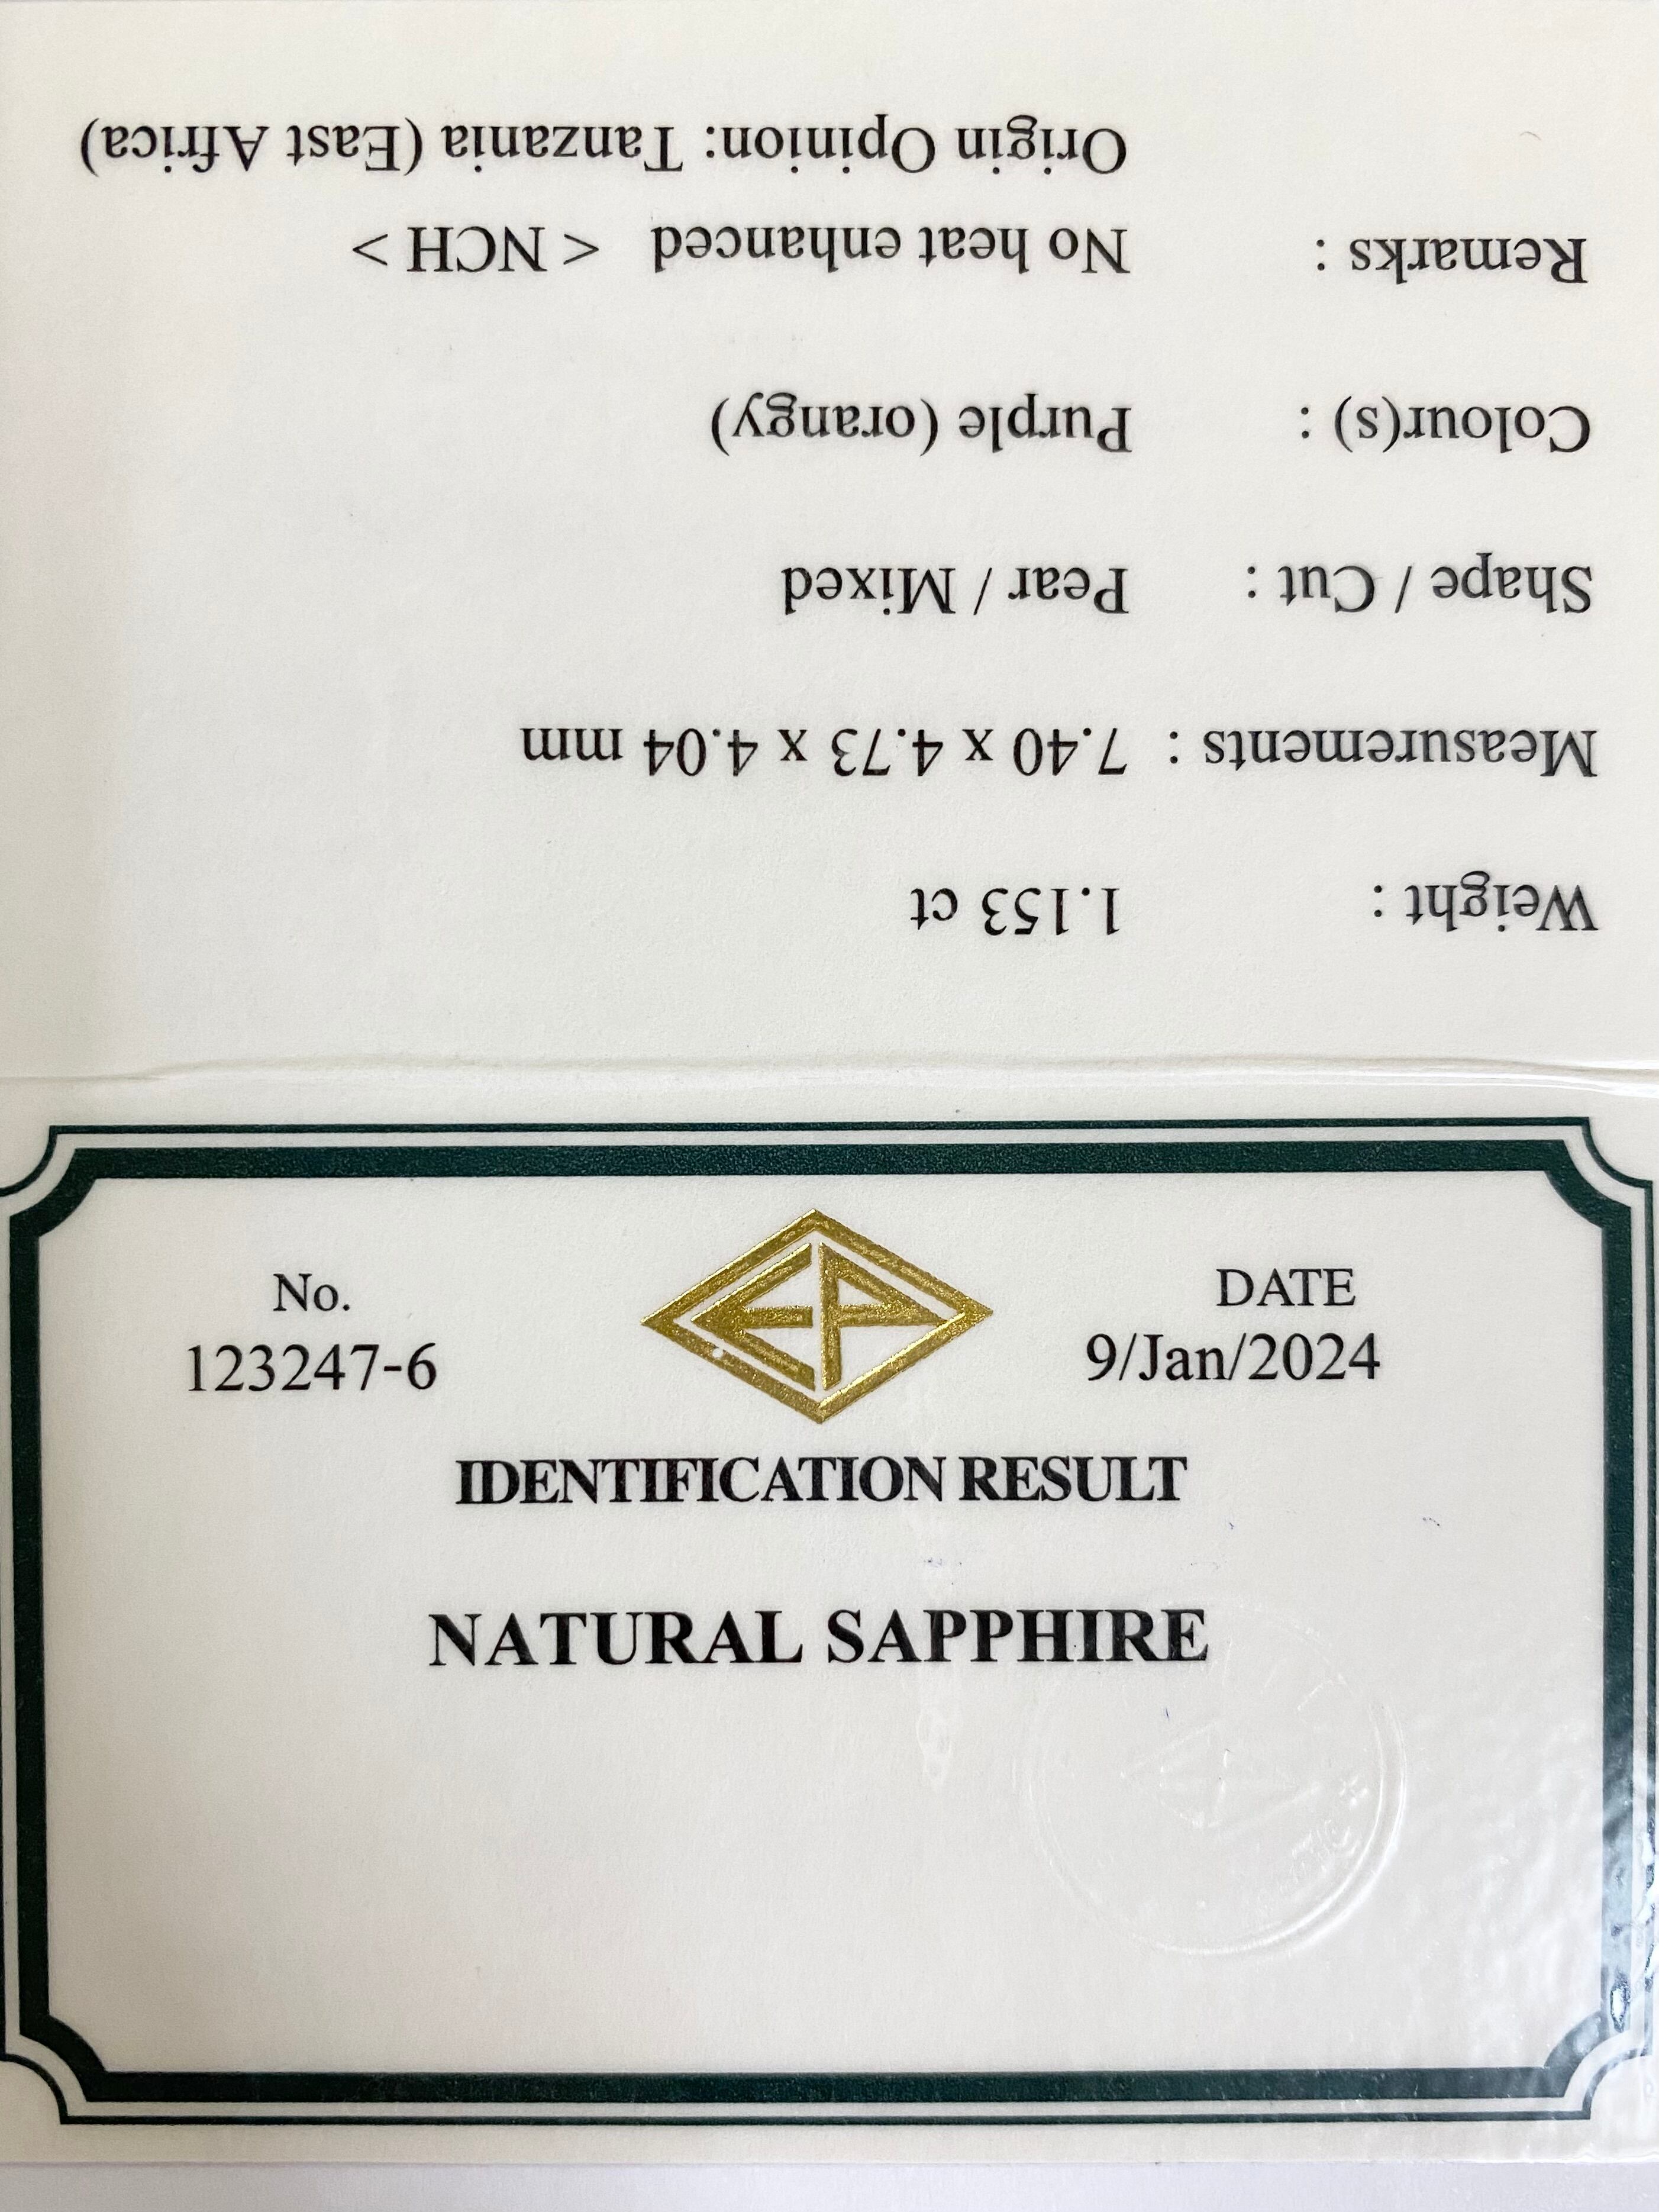 No.
123247-6
EP
DATE
9/Jan/2024
IDENTIFICATION RESULT
NATURAL SAPPHIRE
Weight : 1.153 ct
Measurements : 7.40 x 4.73 x 4.04 mm
Shape / Cut : Pear / Mixed
Colour(s) : Purple (orangy)
Remarks : No heat enhanced < NCH >
Origin Opinion: Tanzania (East Africa)